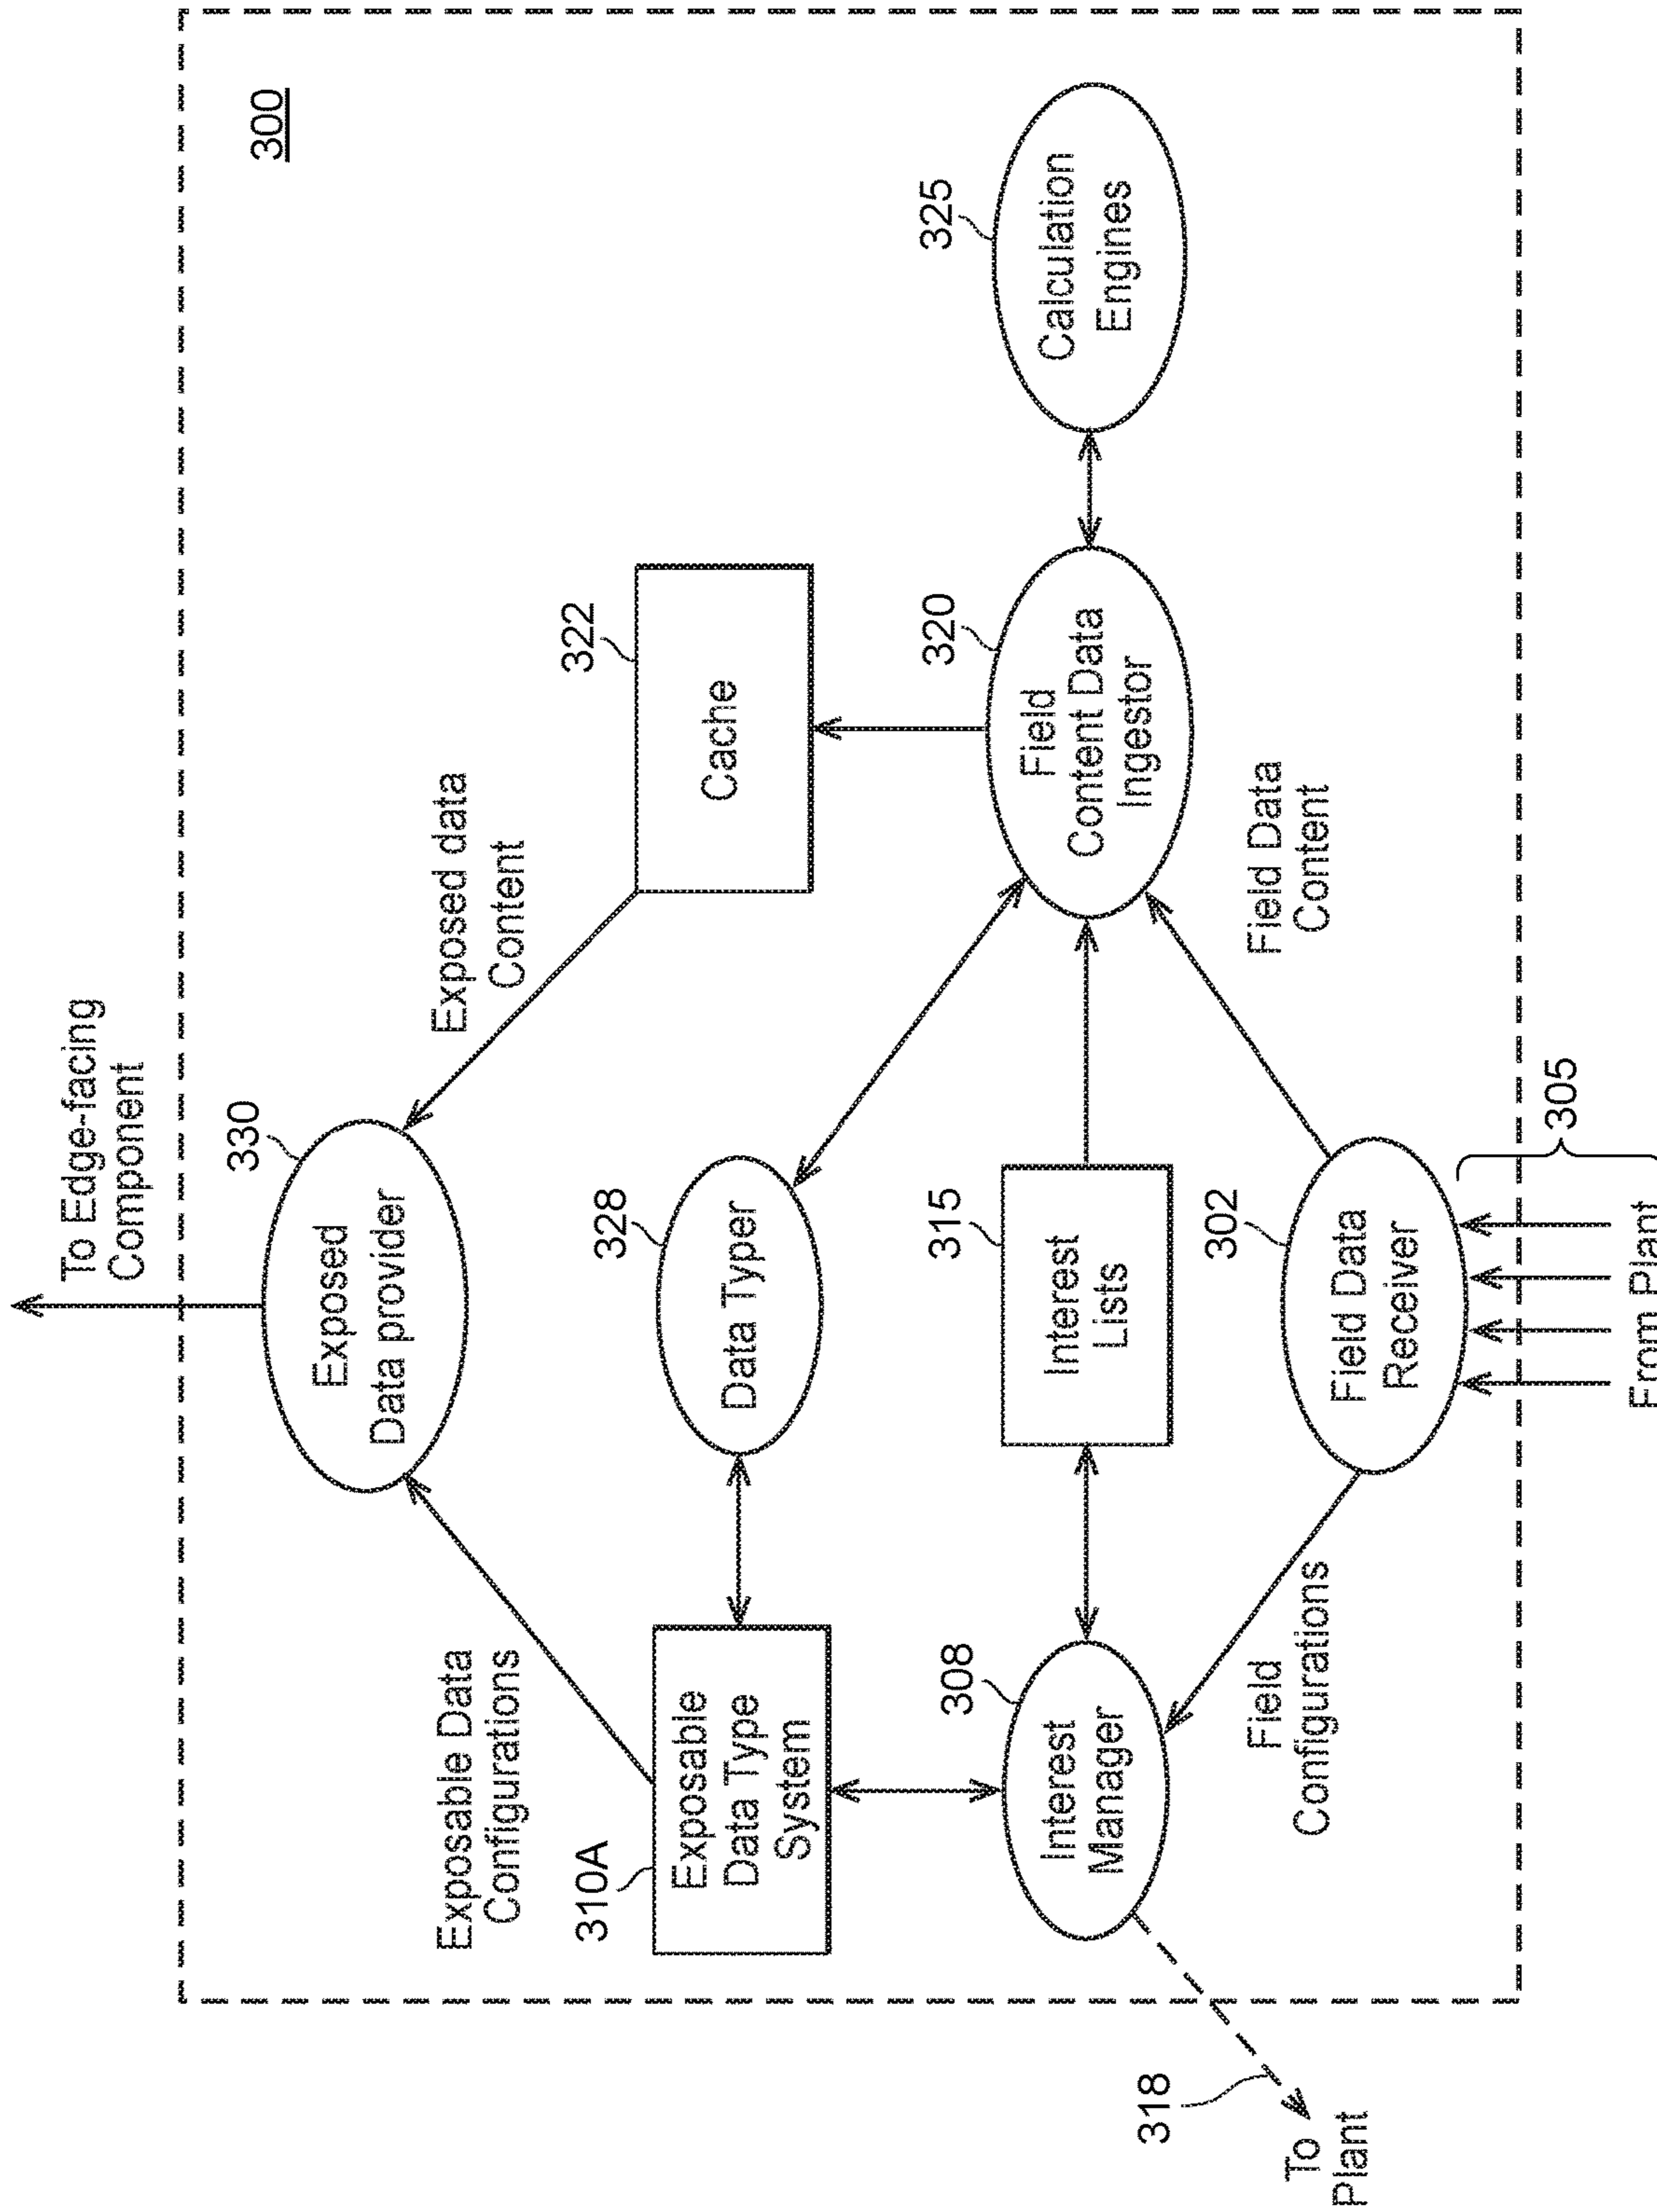 To Edge-facing
Component
300
330
Exposed
Data provider
Exposable Data
Configurations
Exposed data
Content
310A
Exposable
Data Type
System
328
Data Typer
322
Cache
308
Interest
Manager
315
Interest
Lists
320
Field
Content Data
Ingestor
325
Calculation
Engines
Field
Configurations
302
Field Data
Receiver
Field Data
Content
318
To
Plant
305
From Plant